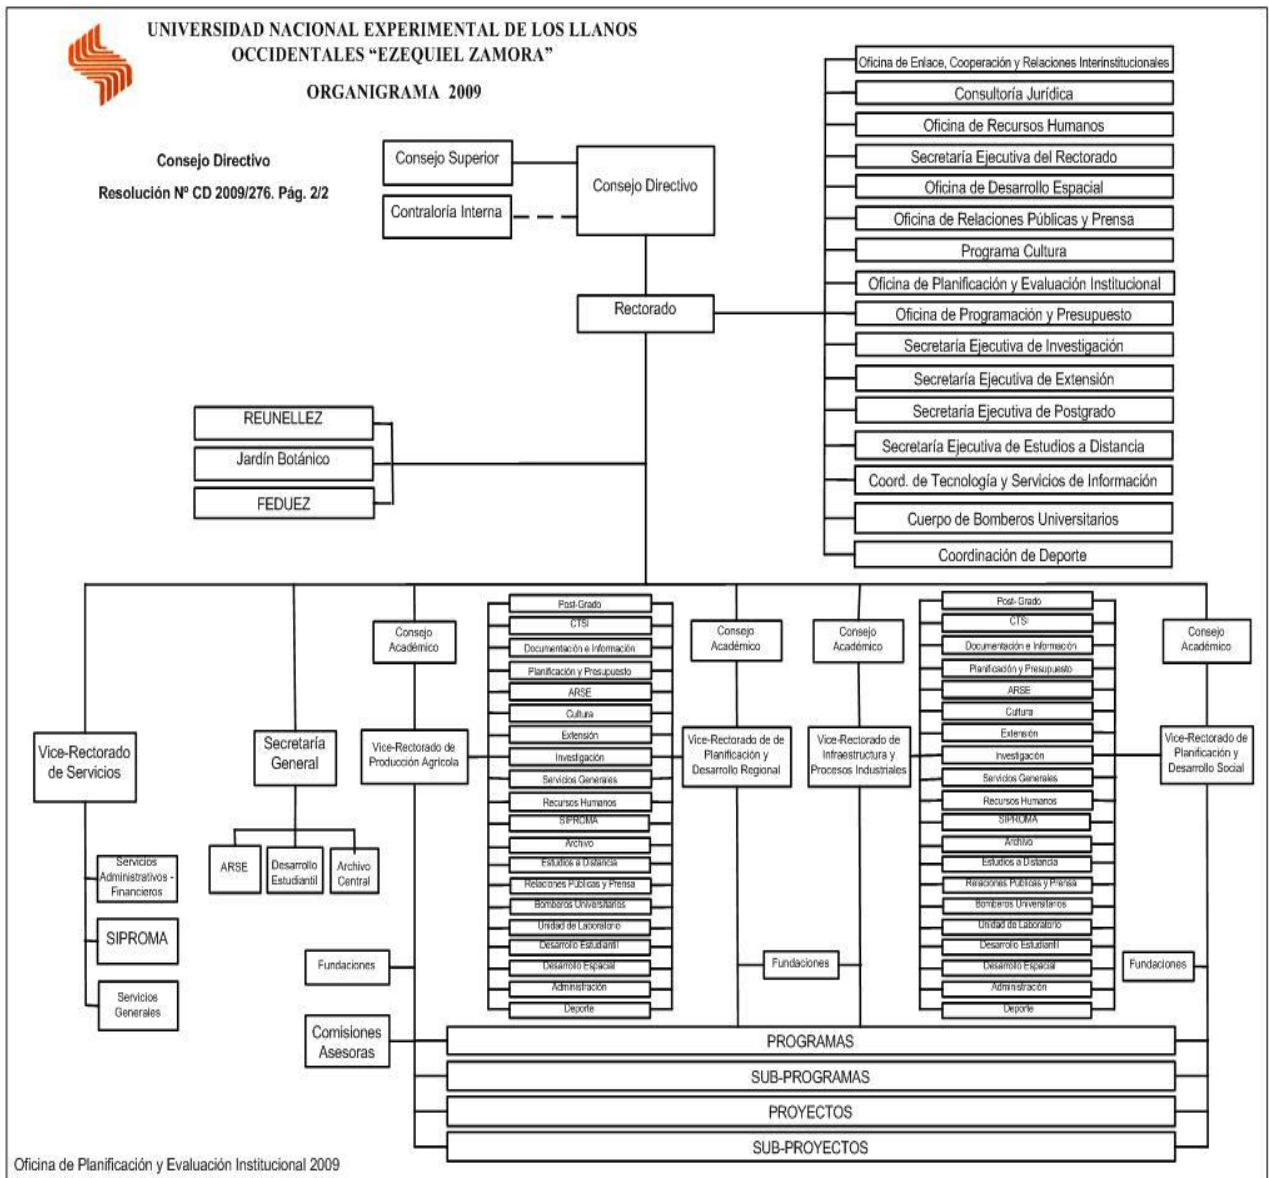 UNIVERSIDAD NACIONAL EXPERIMENTAL DE LOS LLANOS
OCCIDENTALES “EZEQUIEL ZAMORA”
ORGANIGRAMA 2009
Consejo Directivo
Resolución Nº CD 2009/276. Pág. 2/2
Consejo Superior
Contraloría Interna
Consejo Directivo
Rectorado
Oficina de Enlace, Cooperación y Relaciones Interinstitucionales
Consultoría Jurídica
Oficina de Recursos Humanos
Secretaría Ejecutiva del Rectorado
Oficina de Desarrollo Espacial
Oficina de Relaciones Públicas y Prensa
Programa Cultura
Oficina de Planificación y Evaluación Institucional
Oficina de Programación y Presupuesto
Secretaría Ejecutiva de Investigación
Secretaría Ejecutiva de Extensión
Secretaría Ejecutiva de Postgrado
Secretaría Ejecutiva de Estudios a Distancia
Coord. de Tecnología y Servicios de Información
Cuerpo de Bomberos Universitarios
Coordinación de Deporte
REUNELLEZ
Jardín Botánico
FEDUEZ
Vice-Rectorado
de Servicios
Servicios
Administrativos -
Financieros
SIPROMA
Servicios
Generales
Secretaría
General
ARSE
Desarrollo
Estudiantil
Archivo
Central
Consejo
Académico
Vice-Rectorado de
Producción Agrícola
Fundaciones
Comisiones
Asesoras
Post-Grado
CTSI
Documentación e Información
Planificación y Presupuesto
ARSE
Cultura
Extensión
Investigación
Servicios Generales
Recursos Humanos
SIPROMA
Archivo
Estudios a Distancia
Relaciones Públicas y Prensa
Bomberos Universitarios
Unidad de Laboratorio
Desarrollo Estudiantil
Desarrollo Espacial
Administración
Deporte
Consejo
Académico
Vice-Rectorado de de
Planificación y
Desarrollo Regional
Consejo
Académico
Vice-Rectorado de
Infraestructura y
Procesos Industriales
Fundaciones
Post- Grado
CTSI
Documentación e Información
Planificación y Presupuesto
ARSE
Cultura
Extensión
Investigación
Servicios Generales
Recursos Humanos
SIPROMA
Archivo
Estudios a Distancia
Relaciones Públicas y Prensa
Bomberos Universitarios
Unidad de Laboratorio
Desarrollo Estudiantil
Desarrollo Espacial
Administración
Deporte
Consejo
Académico
Vice-Rectorado de
Planificación y
Desarrollo Social
Fundaciones
PROGRAMAS
SUB-PROGRAMAS
PROYECTOS
SUB-PROYECTOS
Oficina de Planificación y Evaluación Institucional 2009